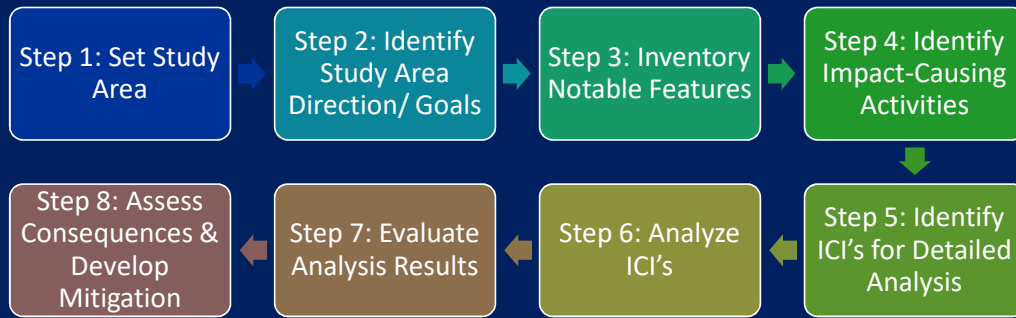 Step 1: Set Study
Area
Step 2: Identify
Study Area
Direction/ Goals
Step 3: Inventory
Notable Features
Step 4: Identify
Impact-Causing
Activities
Step 5: Identify
ICI's for Detailed
Analysis
Step 6: Analyze
ICI's
Step 7: Evaluate
Analysis Results
Step 8: Assess
Consequences &
Develop
Mitigation